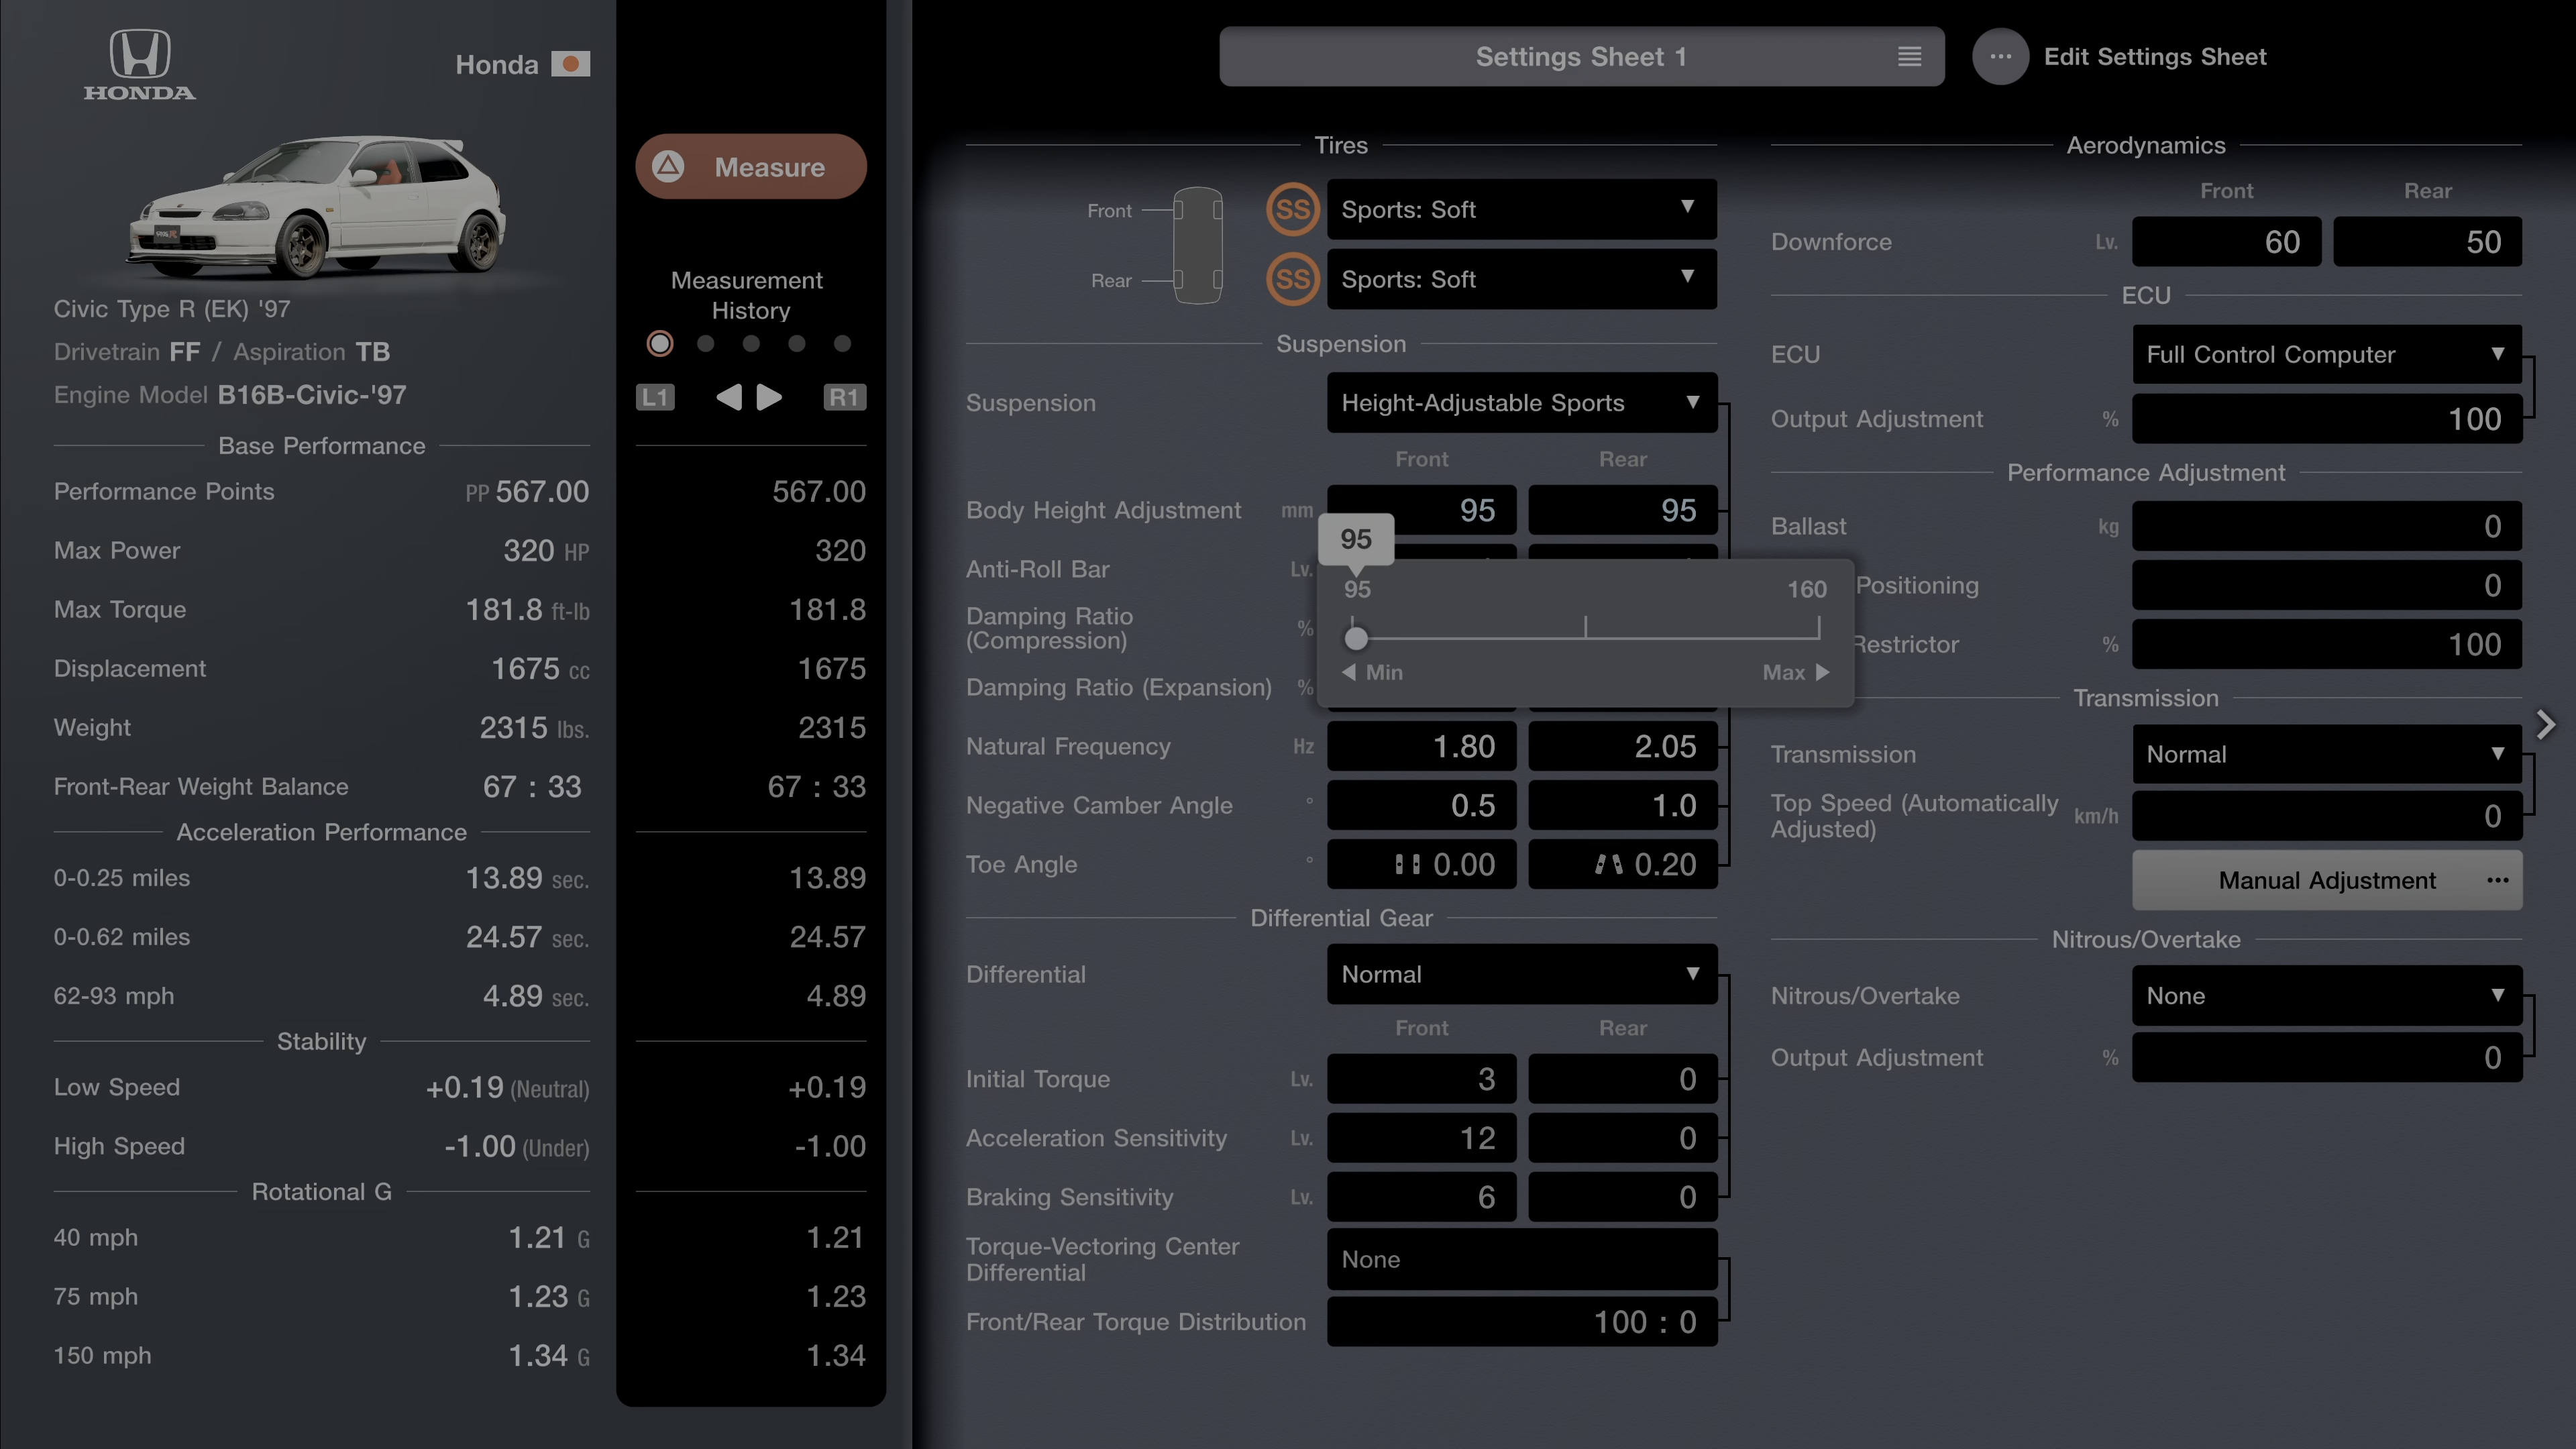 HONDA
Honda
Civic Type R (EK) '97
Drivetrain FF / Aspiration TB
Engine Model B16B-Civic-'97
Base Performance
Performance Points PP 567.00
Max Power 320 HP
Max Torque 181.8 ft-lb
Displacement 1675 cc
Weight 2315 lbs.
Front-Rear Weight Balance 67 : 33
Acceleration Performance
0-0.25 miles 13.89 sec.
0-0.62 miles 24.57 sec.
62-93 mph 4.89 sec.
Stability
Low Speed +0.19 (Neutral)
High Speed -1.00 (Under)
Rotational G
40 mph 1.21 G
75 mph 1.23 G
150 mph 1.34 G
Measure
Measurement
History
L1 R1
567.00
320
181.8
1675
2315
67 : 33
13.89
24.57
4.89
+0.19
-1.00
1.21
1.23
1.34
Settings Sheet 1
Edit Settings Sheet
Tires
Front SS Sports: Soft
Rear SS Sports: Soft
Suspension
Suspension Height-Adjustable Sports
Front Rear
Body Height Adjustment mm 95 95
95
Anti-Roll Bar Lv.
95 160
Damping Ratio
(Compression) %
Min Max
Damping Ratio (Expansion) %
Natural Frequency Hz 1.80 2.05
Negative Camber Angle ° 0.5 1.0
Toe Angle ° 0.00 0.20
Differential Gear
Differential Normal
Front Rear
Initial Torque Lv. 3 0
Acceleration Sensitivity Lv. 12 0
Braking Sensitivity Lv. 6 0
Torque-Vectoring Center
Differential None
Front/Rear Torque Distribution 100 : 0
Aerodynamics
Front Rear
Downforce Lv. 60 50
ECU
ECU Full Control Computer
Output Adjustment % 100
Performance Adjustment
Ballast kg 0
Positioning 0
Restrictor % 100
Transmission
Transmission Normal
Top Speed (Automatically
Adjusted) km/h 0
Manual Adjustment
Nitrous/Overtake
Nitrous/Overtake None
Output Adjustment % 0